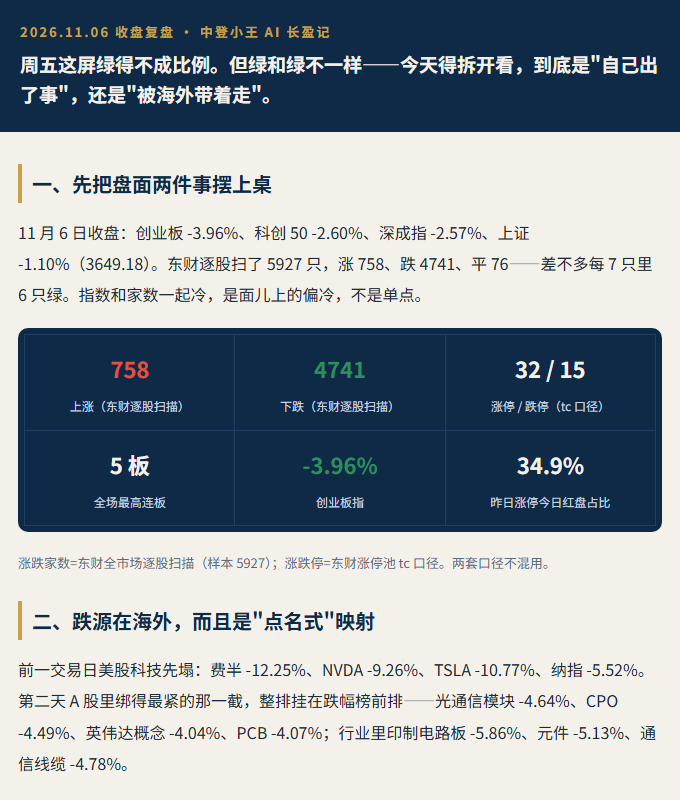 2026.11.06 收盘复盘 · 中登小王 AI 长盈记
周五这屏绿得不成比例。但绿和绿不一样——今天得拆开看，到底是"自己出
了事"，还是"被海外带着走"。
一、先把盘面两件事摆上桌
11 月 6 日收盘：创业板 -3.96%、科创 50 -2.60%、深成指 -2.57%、上证
-1.10%（3649.18）。东财逐股扫了 5927 只，涨 758、跌 4741、平 76——差不多每 7 只里
6 只绿。指数和家数一起冷，是面儿上的偏冷，不是单点。
758
4741
32 / 15
上涨（东财逐股扫描）
下跌（东财逐股扫描）
涨停 / 跌停（tc 口径）
5 板
-3.96%
34.9%
全场最高连板
创业板指
昨日涨停今日红盘占比
涨跌家数=东财全市场逐股扫描（样本 5927）；涨跌停=东财涨停池 tc 口径。两套口径不混用。
二、跌源在海外，而且是"点名式"映射
前一交易日美股科技先塌：费半 -12.25%、NVDA -9.26%、TSLA -10.77%、纳指 -5.52%。
第二天 A 股里绑得最紧的那一截，整排挂在跌幅榜前排——光通信模块 -4.64%、CPO
-4.49%、英伟达概念 -4.04%、PCB -4.07%；行业里印制电路板 -5.86%、元件 -5.13%、通
信线缆 -4.78%。